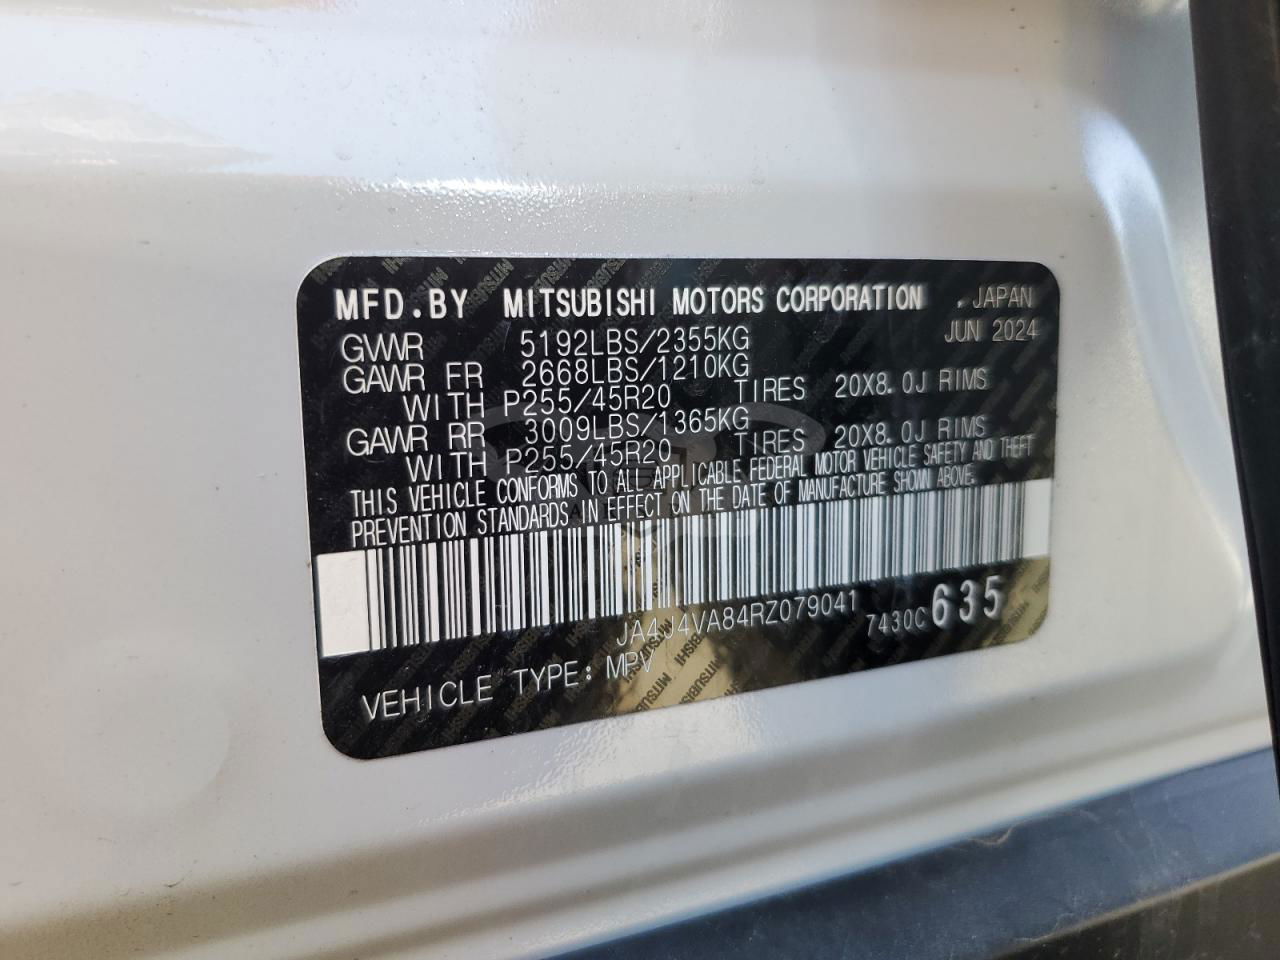 MFD.BY MITSUBISHI MOTORS CORPORATION , JAPAN
GVWR 5192LBS/2355KG JUN 2024
GAWR FR 2668LBS/1210KG
WITH P255/45R20 TIRES 20X8.0J RIMS
GAWR RR 3009LBS/1365KG
WITH P255/45R20 TIRES 20X8.0J RIMS
THIS VEHICLE CONFORMS TO ALL APPLICABLE FEDERAL MOTOR VEHICLE SAFETY AND THEFT
PREVENTION STANDARDS IN EFFECT ON THE DATE OF MANUFACTURE SHOWN ABOVE.
JA4J4VA84RZ079041 7430C 635
VEHICLE TYPE: MPV